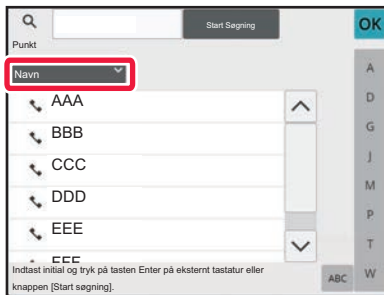 Start Søgning
OK
Punkt
Navn
AAA
BBB
CCC
DDD
EEE
FFF
Indtast initial og tryk på tasten Enter på eksternt tastatur eller
knappen [Start søgning].
ABC
A
D
G
J
M
P
T
W